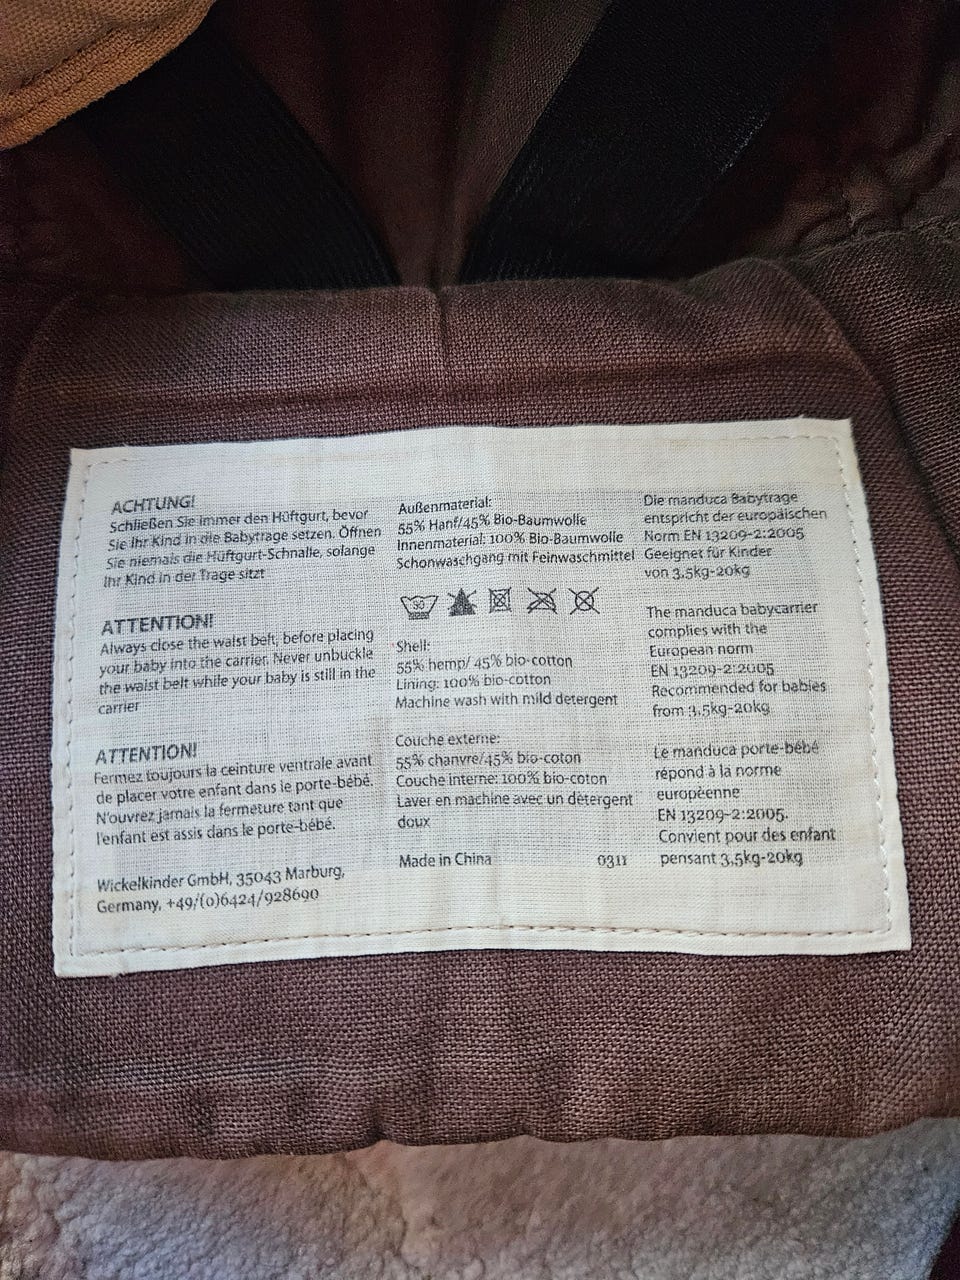 ACHTUNG!
Schließen Sie immer den Hüftgurt, bevor
Sie Ihr Kind in die Babytrage setzen. Öffnen
Sie niemals die Hüftgurt-Schnalle, solange
Ihr Kind in der Trage sitzt
ATTENTION!
Always close the waist belt, before placing
your baby into the carrier. Never unbuckle
the waist belt while your baby is still in the
carrier
ATTENTION!
Fermez toujours la ceinture ventrale avant
de placer votre enfant dans le porte-bébé.
N'ouvrez jamais la fermeture tant que
l'enfant est assis dans le porte-bébé.
Wickelkinder GmbH, 35043 Marburg,
Germany, +49/(0)6424/928690
Außenmaterial:
55% Hanf/45% Bio-Baumwolle
Innenmaterial: 100% Bio-Baumwolle
Schonwaschgang mit Feinwaschmittel
30
Shell:
55% hemp/ 45% bio-cotton
Lining: 100% bio-cotton
Machine wash with mild detergent
Couche externe:
55% chanvre/45% bio-coton
Couche interne: 100% bio-coton
Laver en machine avec un détergent
doux
Made in China 0311
Die manduca Babytrage
entspricht der europäischen
Norm EN 13209-2:2005
Geeignet für Kinder
von 3,5kg-20kg
The manduca babycarrier
complies with the
European norm
EN 13209-2:2005
Recommended for babies
from 3,5kg-20kg
Le manduca porte-bébé
répond à la norme
européenne
EN 13209-2:2005.
Convient pour des enfant
pensant 3,5kg-20kg